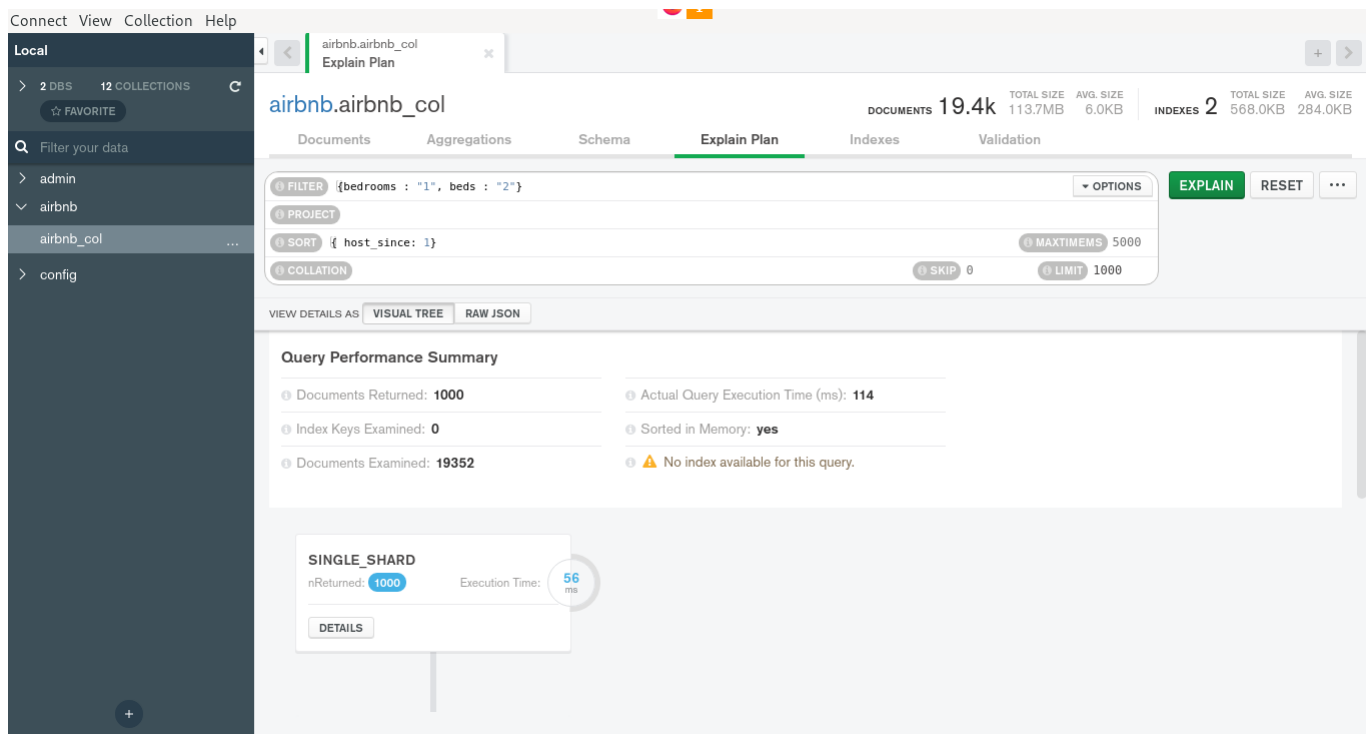 Connect View Collection Help
Local
2 DBS 12 COLLECTIONS
FAVORITE
Filter your data
admin
airbnb
airbnb_col ...
config
airbnb.airbnb_col
Explain Plan
airbnb.airbnb_col
DOCUMENTS 19.4k TOTAL SIZE 113.7MB AVG. SIZE 6.0KB INDEXES 2 TOTAL SIZE 568.0KB AVG. SIZE 284.0KB
Documents Aggregations Schema Explain Plan Indexes Validation
FILTER {bedrooms : "1", beds : "2"} OPTIONS EXPLAIN RESET ...
PROJECT
SORT { host_since: 1} MAXTIMEMS 5000
COLLATION SKIP 0 LIMIT 1000
VIEW DETAILS AS VISUAL TREE RAW JSON
Query Performance Summary
Documents Returned: 1000 Actual Query Execution Time (ms): 114
Index Keys Examined: 0 Sorted in Memory: yes
Documents Examined: 19352 No index available for this query.
SINGLE_SHARD
nReturned: 1000 Execution Time: 56 ms
DETAILS